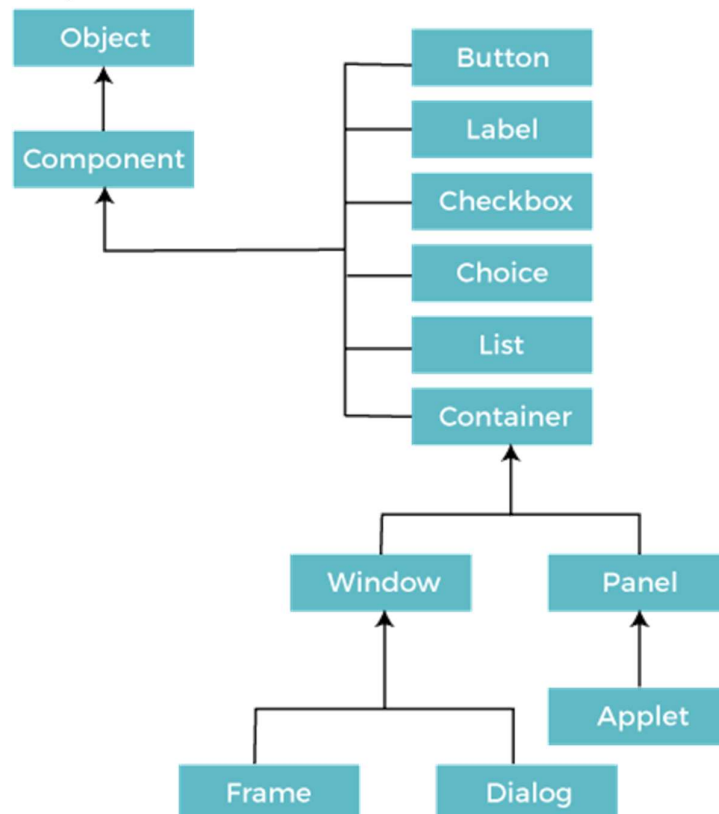 Object
Button
Label
Component
Checkbox
Choice
List
Container
Window
Panel
Applet
Frame
Dialog